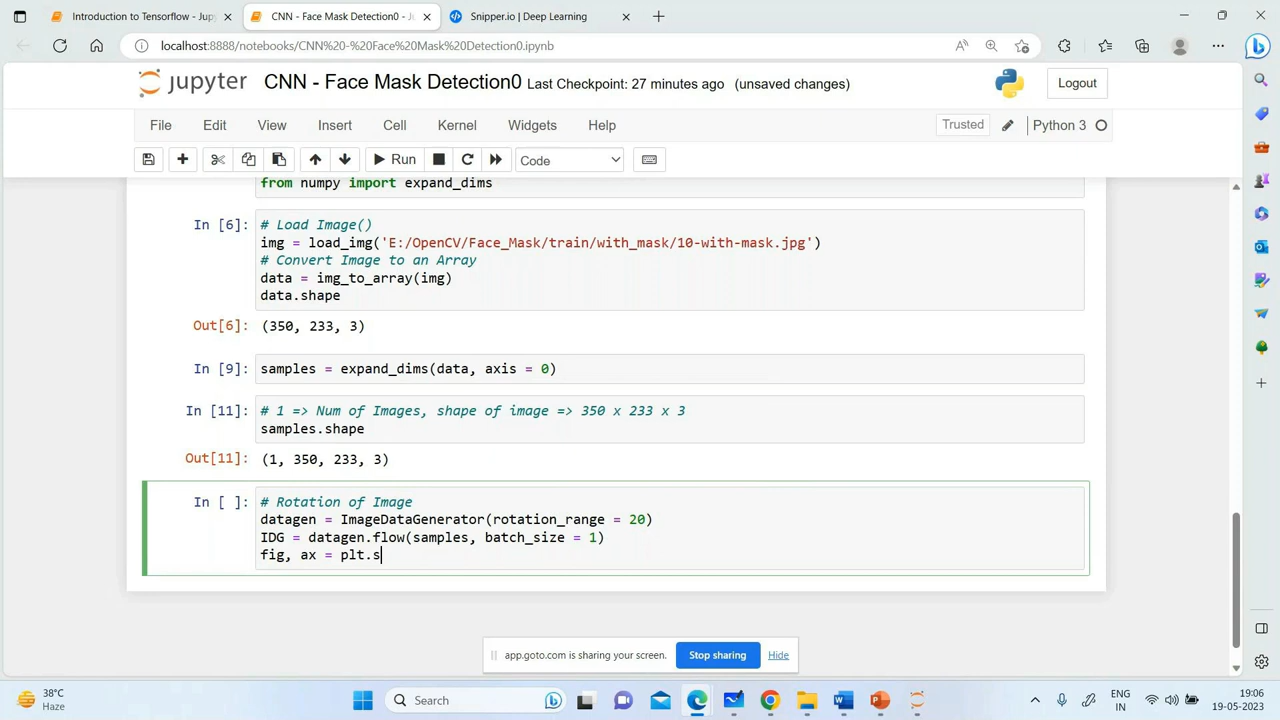 Introduction to Tensorflow - Jupy
CNN - Face Mask Detection0 - Ju
Snipper.io | Deep Learning
localhost:8888/notebooks/CNN%20-%20Face%20Mask%20Detection0.ipynb
jupyter CNN - Face Mask Detection0 Last Checkpoint: 27 minutes ago (unsaved changes)
Logout
File Edit View Insert Cell Kernel Widgets Help
Trusted
Python 3
Run
Code
from numpy import expand_dims
In [6]:
# Load Image()
img = load_img('E:/OpenCV/Face_Mask/train/with_mask/10-with-mask.jpg')
# Convert Image to an Array
data = img_to_array(img)
data.shape
Out[6]: (350, 233, 3)
In [9]: samples = expand_dims(data, axis = 0)
In [11]: # 1 => Num of Images, shape of image => 350 x 233 x 3
samples.shape
Out[11]: (1, 350, 233, 3)
In [ ]: # Rotation of Image
datagen = ImageDataGenerator(rotation_range = 20)
IDG = datagen.flow(samples, batch_size = 1)
fig, ax = plt.s
app.goto.com is sharing your screen.
Stop sharing
Hide
38°C
Haze
Search
ENG
IN
19:06
19-05-2023